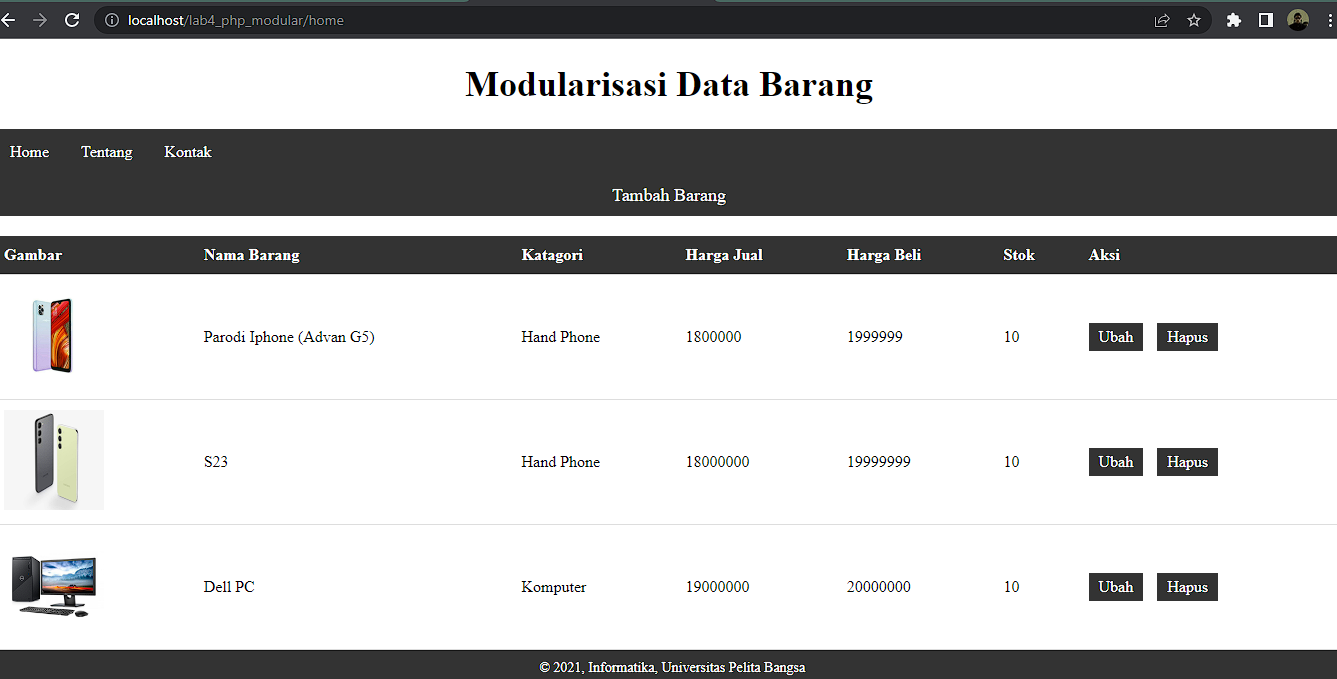 localhost/lab4_php_modular/home
Modularisasi Data Barang
Home Tentang Kontak
Tambah Barang
Gambar Nama Barang Katagori Harga Jual Harga Beli Stok Aksi
Parodi Iphone (Advan G5) Hand Phone 1800000 1999999 10 Ubah Hapus
S23 Hand Phone 18000000 19999999 10 Ubah Hapus
Dell PC Komputer 19000000 20000000 10 Ubah Hapus
© 2021, Informatika, Universitas Pelita Bangsa